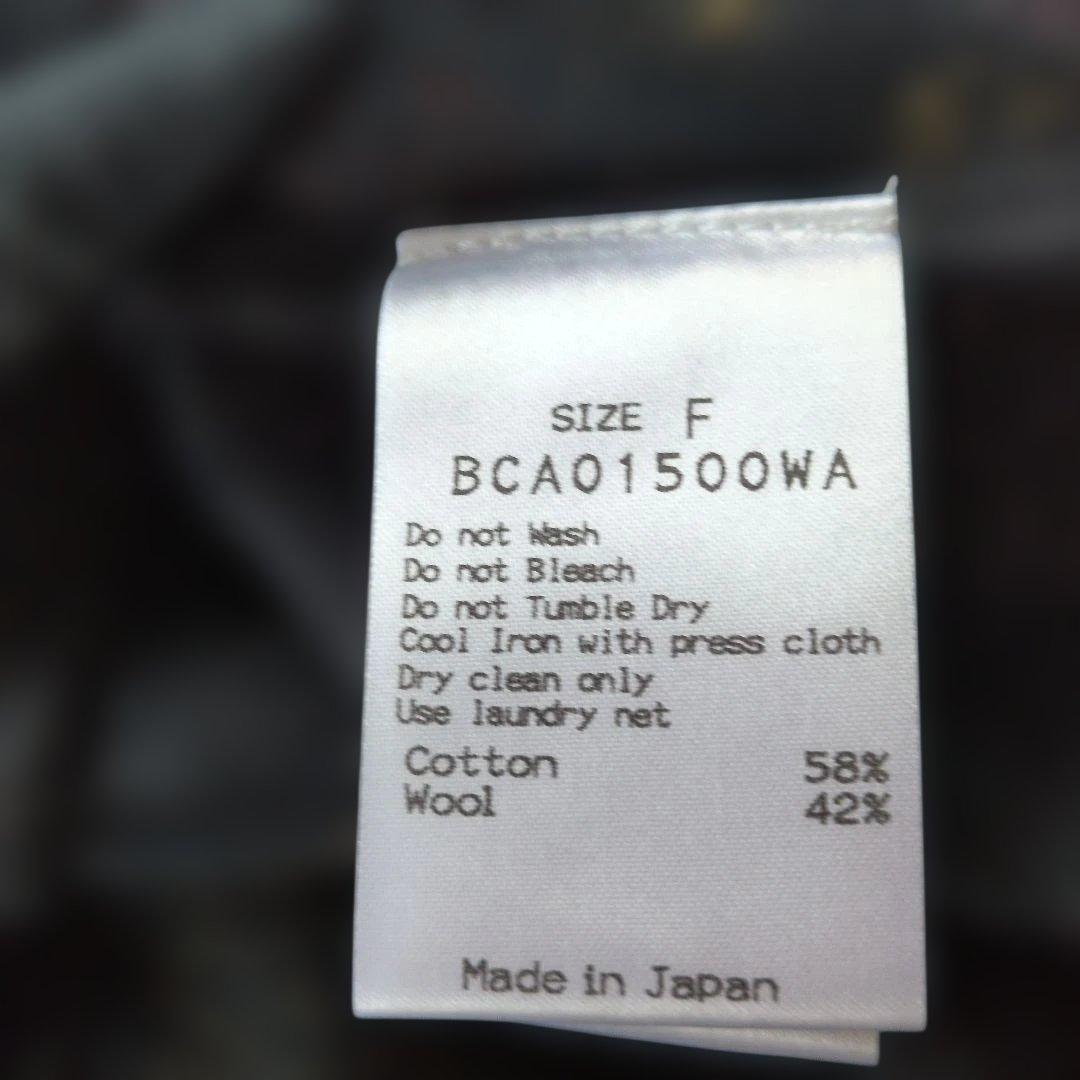 SIZE F
BCA01500WA
Do not Wash
Do not Bleach
Do not Tumble Dry
Cool Iron with press cloth
Dry clean only
Use laundry net
Cotton 58%
Wool 42%
Made in Japan